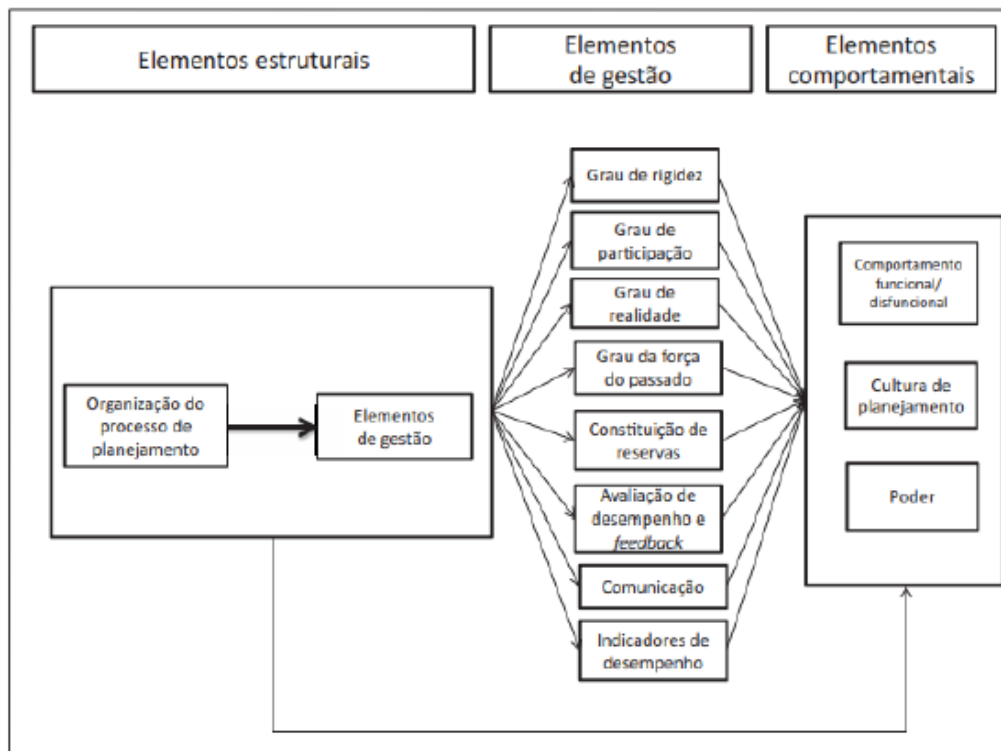 Elementos estruturais
Elementos
de gestão
Elementos
comportamentais
Organização do
processo de
planejamento
Elementos
de gestão
Grau de rigidez
Grau de
participação
Grau de
realidade
Grau da força
do passado
Constituição de
reservas
Avaliação de
desempenho e
feedback
Comunicação
Indicadores de
desempenho
Comportamento
funcional/
disfuncional
Cultura de
planejamento
Poder